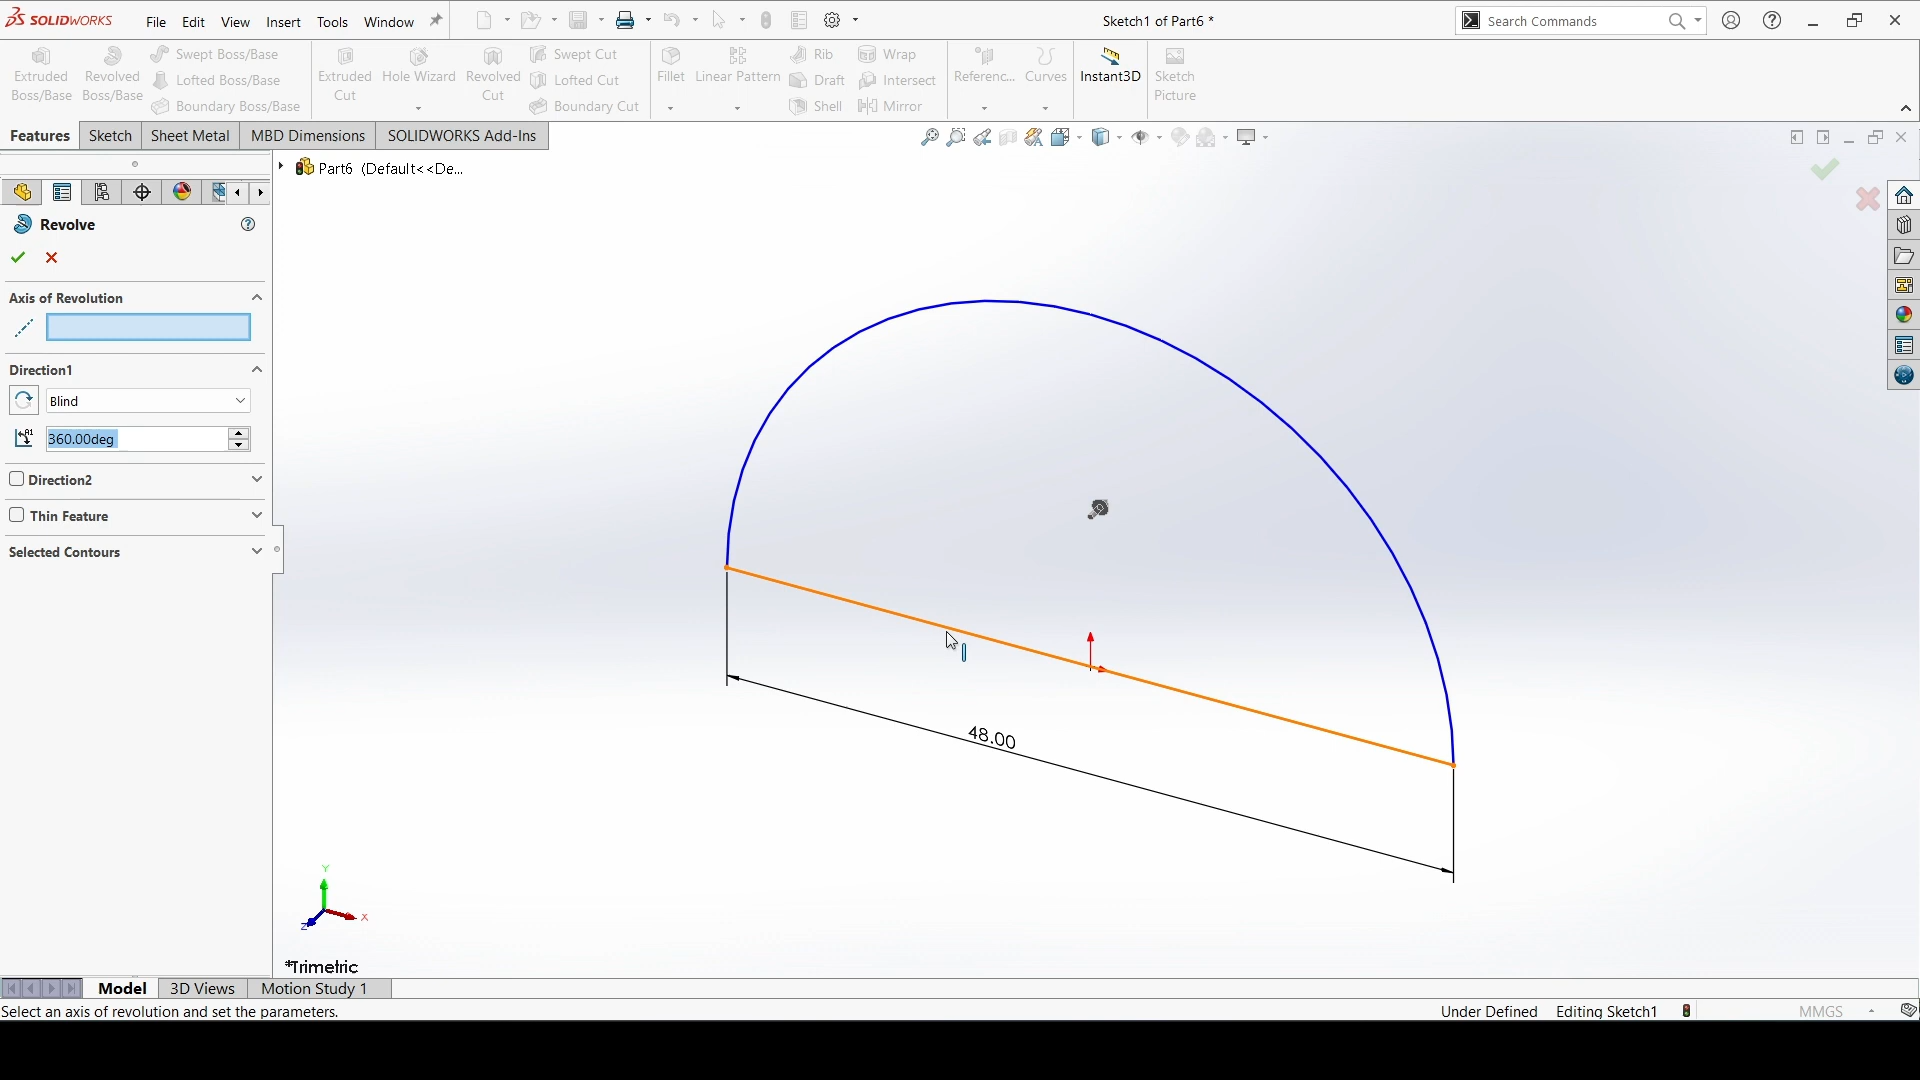 SOLIDWORKS File Edit View Insert Tools Window Sketch1 of Part6 * Search Commands
Extruded Boss/Base
Revolved Boss/Base
Swept Boss/Base
Lofted Boss/Base
Boundary Boss/Base
Extruded Cut
Hole Wizard
Revolved Cut
Swept Cut
Lofted Cut
Boundary Cut
Fillet
Linear Pattern
Rib
Draft
Shell
Wrap
Intersect
Mirror
Referenc...
Curves
Instant3D
Sketch Picture
Features Sketch Sheet Metal MBD Dimensions SOLIDWORKS Add-Ins
Part6 (Default<<De...
Revolve
Axis of Revolution
Direction1
Blind
360.00deg
Direction2
Thin Feature
Selected Contours
48.00
Y
X
Z
*Trimetric
Model 3D Views Motion Study 1
Select an axis of revolution and set the parameters. Under Defined Editing Sketch1 MMGS